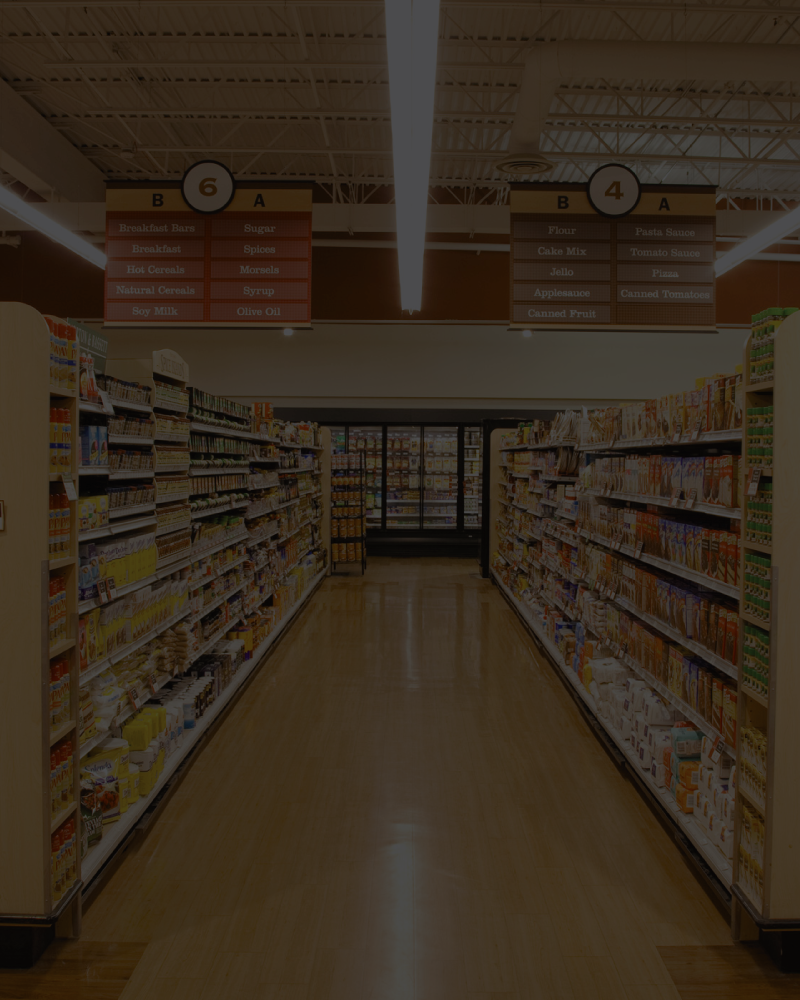 6
B A
Breakfast Bars Sugar
Breakfast Spices
Hot Cereals Morsels
Natural Cereals Syrup
Soy Milk Olive Oil
4
B A
Flour Pasta Sauce
Cake Mix Tomato Sauce
Jello Pizza
Applesauce Canned Tomatoes
Canned Fruit